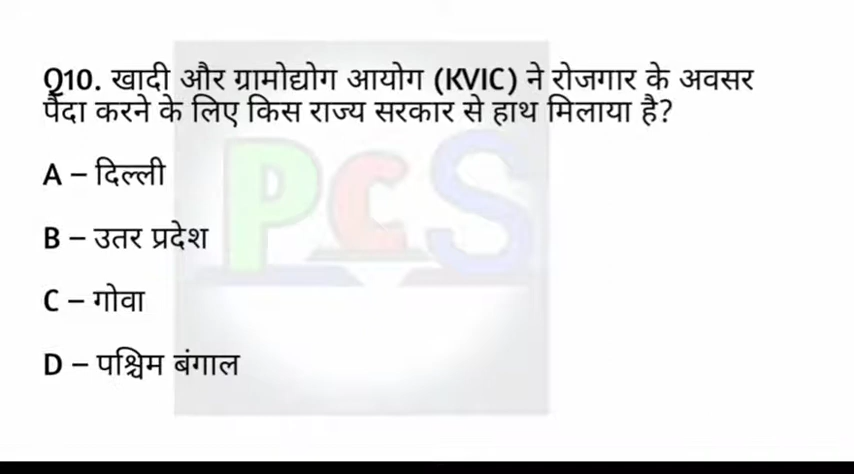 Q10. खादी और ग्रामोद्योग आयोग (KVIC) ने रोजगार के अवसर
पैदा करने के लिए किस राज्य सरकार से हाथ मिलाया है?
A – दिल्ली
B – उतर प्रदेश
C – गोवा
D – पश्चिम बंगाल
PCS